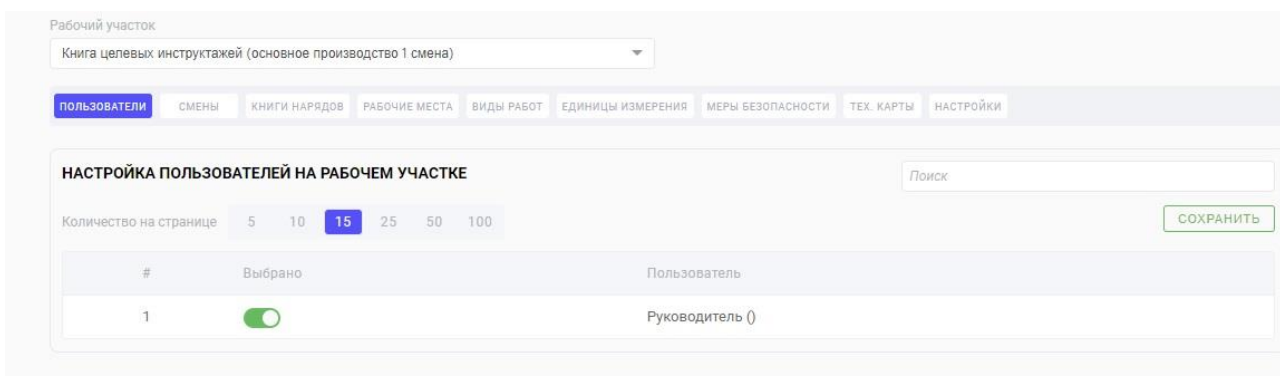 Рабочий участок
Книга целевых инструктажей (основное производство 1 смена)
ПОЛЬЗОВАТЕЛИ СМЕНЫ КНИГИ НАРЯДОВ РАБОЧИЕ МЕСТА ВИДЫ РАБОТ ЕДИНИЦЫ ИЗМЕРЕНИЯ МЕРЫ БЕЗОПАСНОСТИ ТЕХ. КАРТЫ НАСТРОЙКИ
НАСТРОЙКА ПОЛЬЗОВАТЕЛЕЙ НА РАБОЧЕМ УЧАСТКЕ Поиск
Количество на странице 5 10 15 25 50 100 СОХРАНИТЬ
# Выбрано Пользователь
1 Руководитель ()